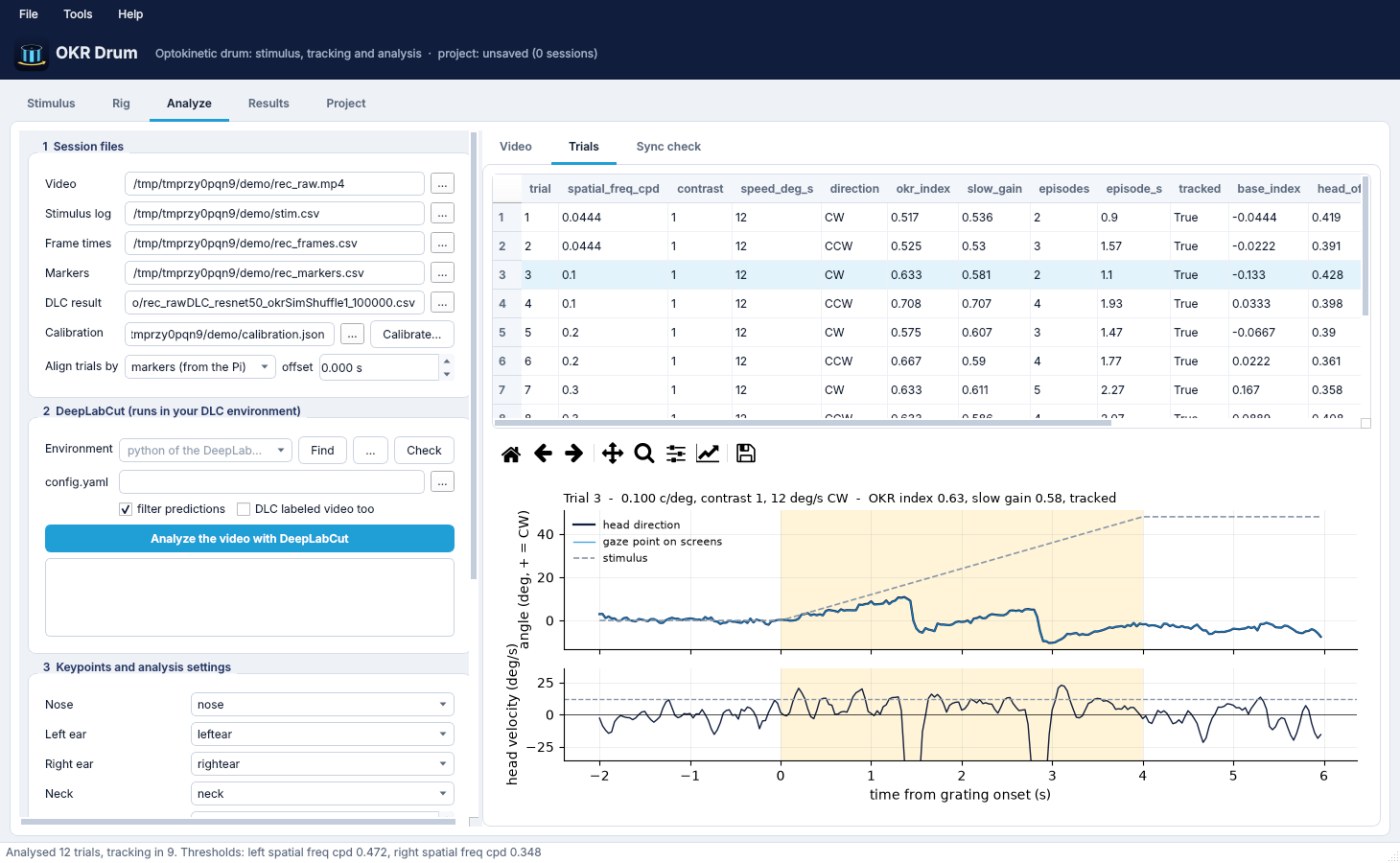 File Tools Help
OKR Drum Optokinetic drum: stimulus, tracking and analysis · project: unsaved (0 sessions)
Stimulus Rig Analyze Results Project
1 Session files
Video /tmp/tmprzy0pqn9/demo/rec_raw.mp4 ...
Stimulus log /tmp/tmprzy0pqn9/demo/stim.csv ...
Frame times /tmp/tmprzy0pqn9/demo/rec_frames.csv ...
Markers /tmp/tmprzy0pqn9/demo/rec_markers.csv ...
DLC result o/rec_rawDLC_resnet50_okrSimShuffle1_100000.csv ...
Calibration :mprzy0pqn9/demo/calibration.json ... Calibrate...
Align trials by markers (from the Pi) offset 0.000 s
2 DeepLabCut (runs in your DLC environment)
Environment python of the DeepLab... Find ... Check
config.yaml ...
filter predictions DLC labeled video too
Analyze the video with DeepLabCut
3 Keypoints and analysis settings
Nose nose
Left ear leftear
Right ear rightear
Neck neck
Video Trials Sync check
trial spatial_freq_cpd contrast speed_deg_s direction okr_index slow_gain episodes episode_s tracked base_index head_of
1 1 0.0444 1 12 CW 0.517 0.536 2 0.9 True -0.0444 0.419
2 2 0.0444 1 12 CCW 0.525 0.53 3 1.57 True -0.0222 0.391
3 3 0.1 1 12 CW 0.633 0.581 2 1.1 True -0.133 0.428
4 4 0.1 1 12 CCW 0.708 0.707 4 1.93 True 0.0333 0.398
5 5 0.2 1 12 CW 0.575 0.607 3 1.47 True -0.0667 0.39
6 6 0.2 1 12 CCW 0.667 0.59 4 1.77 True 0.0222 0.361
7 7 0.3 1 12 CW 0.633 0.611 5 2.27 True 0.167 0.358
Trial 3 - 0.100 c/deg, contrast 1, 12 deg/s CW - OKR index 0.63, slow gain 0.58, tracked
angle (deg, + = CW)
40
20
0
head direction
gaze point on screens
stimulus
head velocity (deg/s)
25
0
−25
−2 −1 0 1 2 3 4 5 6
time from grating onset (s)
Analysed 12 trials, tracking in 9. Thresholds: left spatial freq cpd 0.472, right spatial freq cpd 0.348